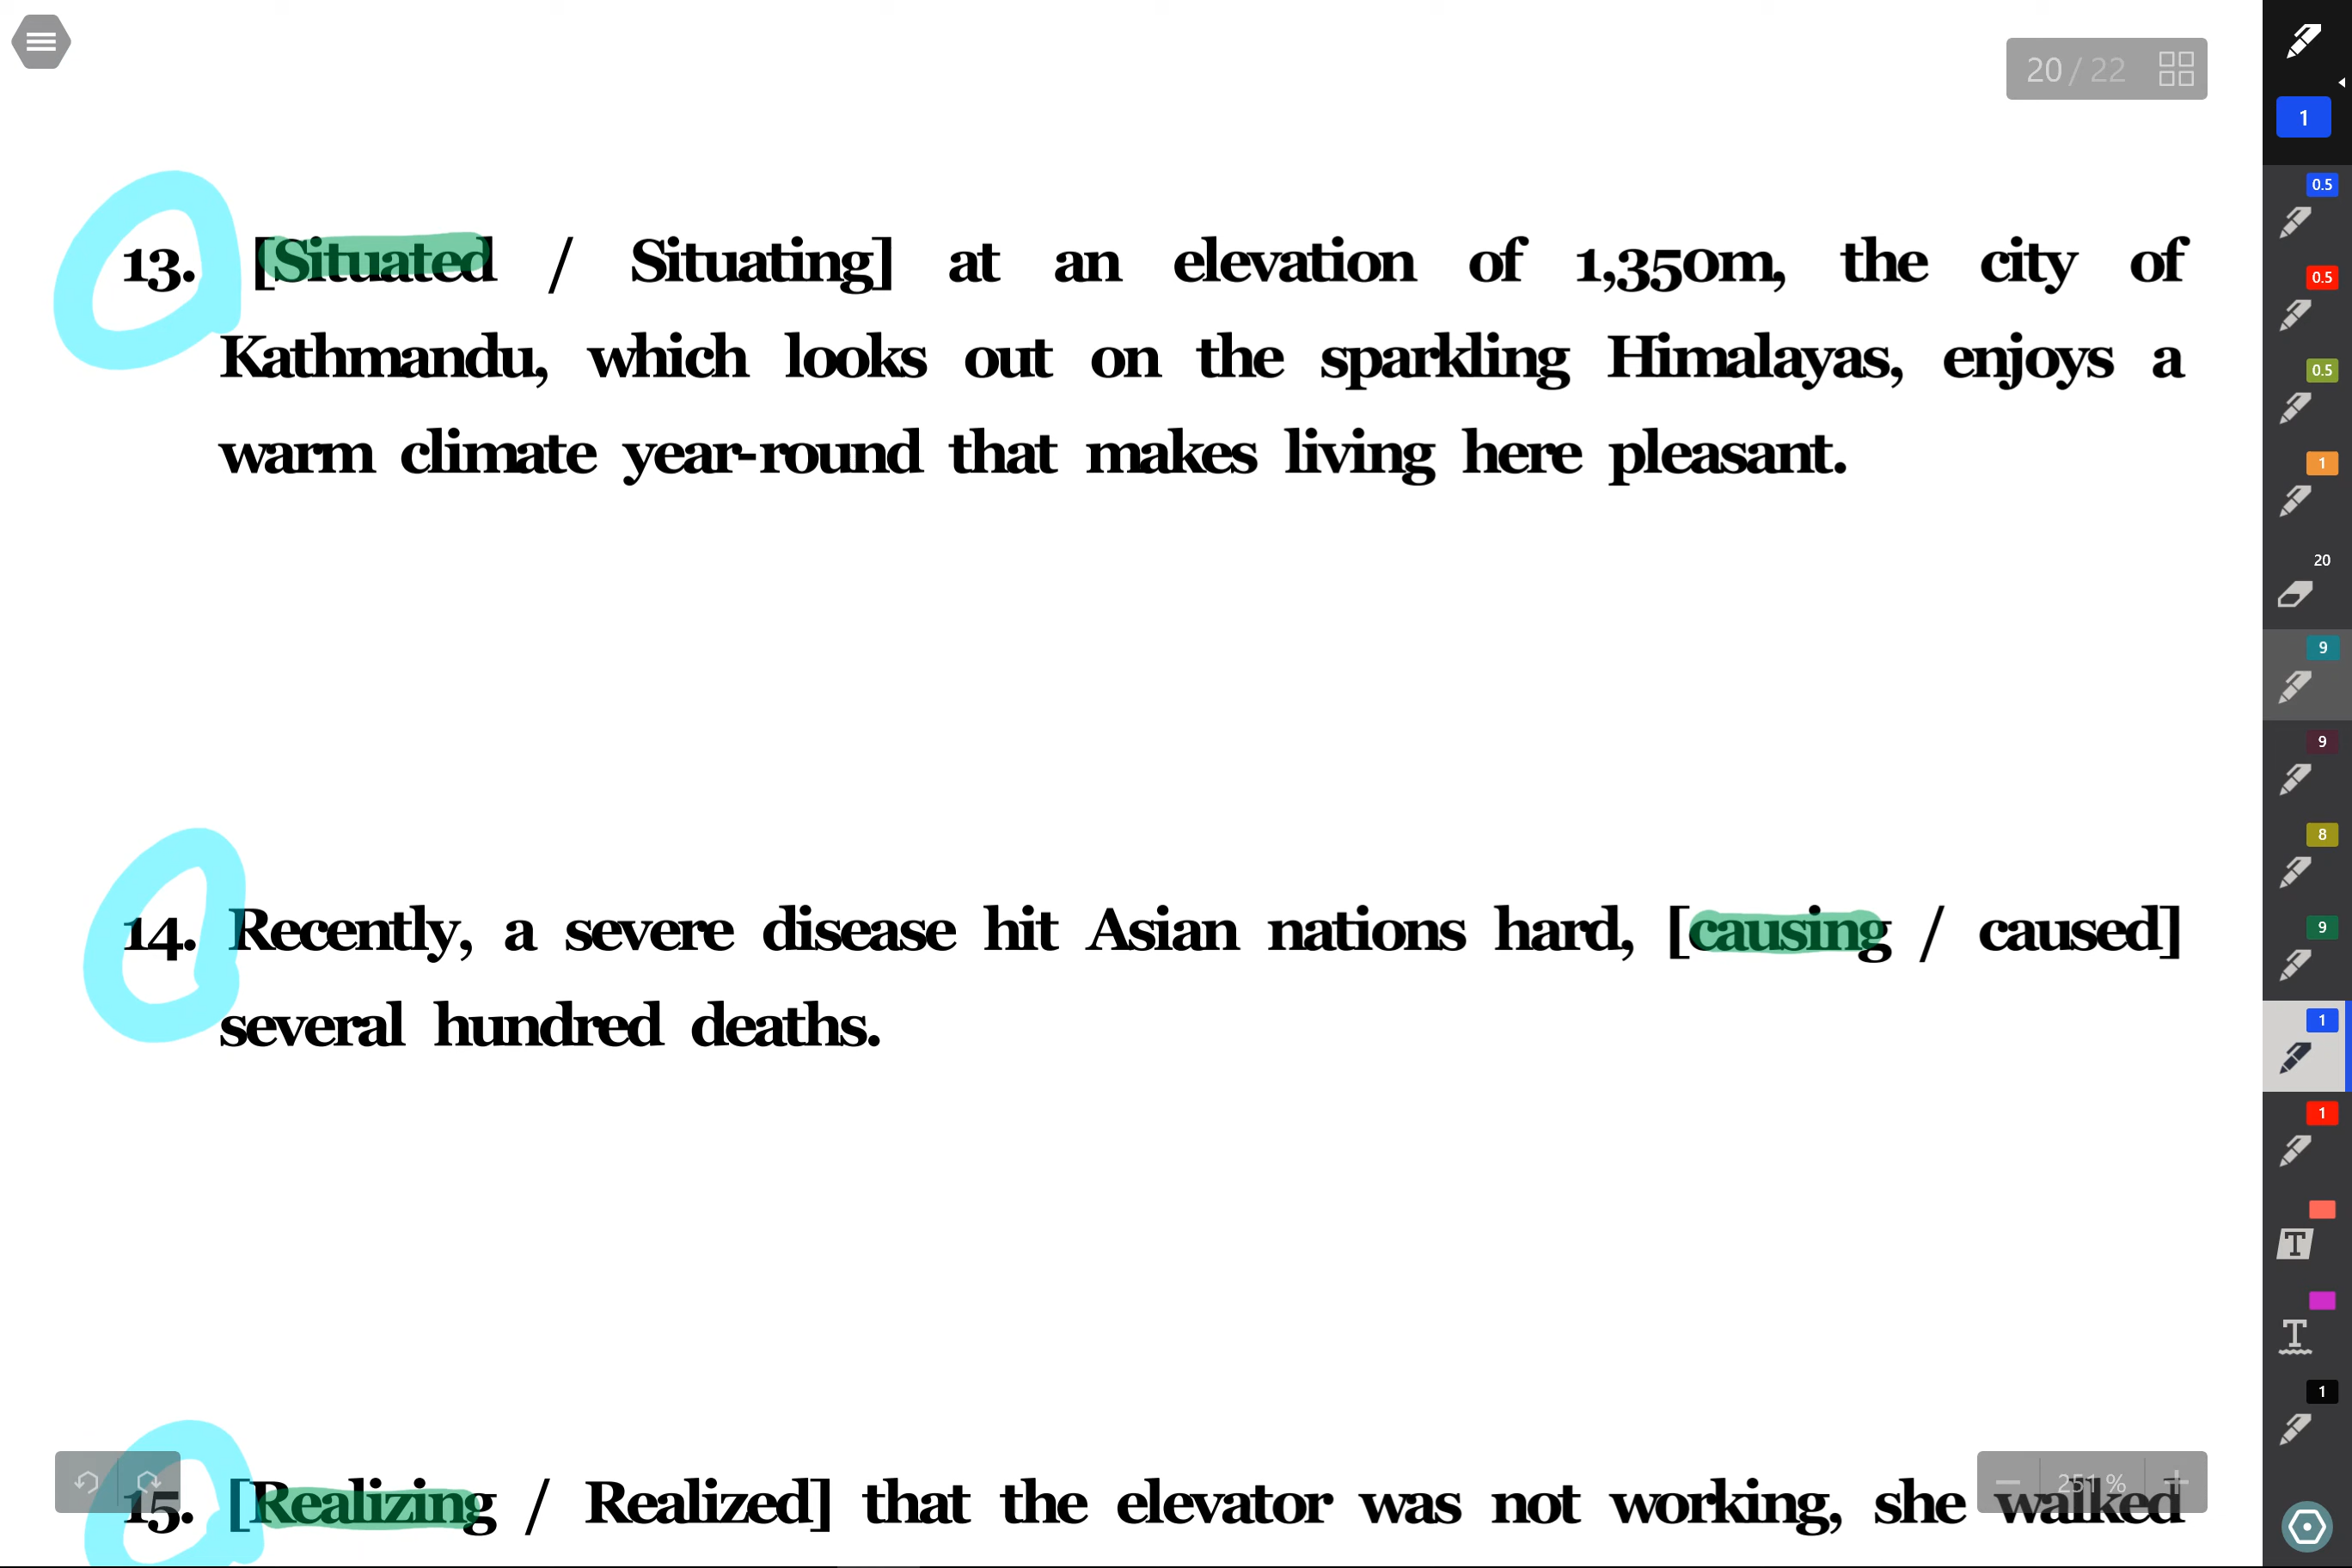 20 / 22
1
0.5
13. [Situated / Situating] at an elevation of 1,350m, the city of
0.5
Kathmandu, which looks out on the sparkling Himalayas, enjoys a
0.5
warm climate year-round that makes living here pleasant.
1
20
9
9
8
14. Recently, a severe disease hit Asian nations hard, [causing / caused]
9
several hundred deaths.
1
1
T
T
1
15. [Realizing / Realized] that the elevator was not working, she walked
251 %